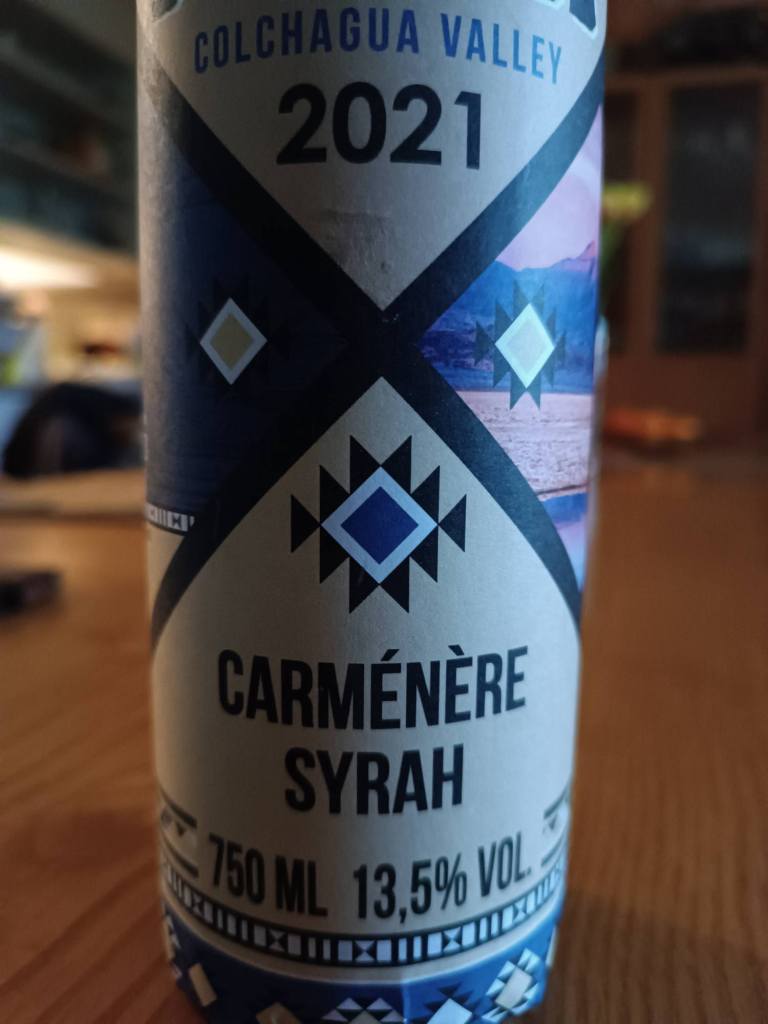 COLCHAGUA VALLEY
2021
CARMÉNÈRE
SYRAH
750 ML 13,5% VOL.